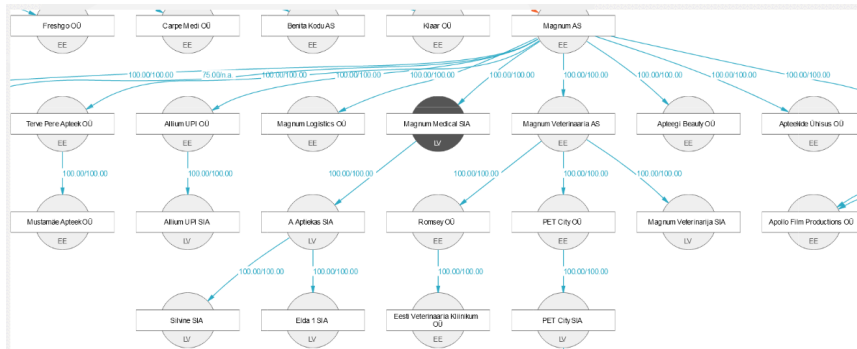 Freshgo OÜ
Carpe Medi OÜ
Benita Kodu AS
Klaar OÜ
Magnum AS
EE
EE
EE
EE
EE
100.00/100.00
75.00/n.a.
100.00/100.00
100.00/100.00
100.00/100.00
100.00/100.00
100.00/100.00
100.00/100.00
100.00/100.00
100.00/100.00
Terve Pere Apteek OÜ
Allium UPI OÜ
Magnum Logistics OÜ
Magnum Medical SIA
Magnum Veterinaaria AS
Apteegi Beauty OÜ
Apteekide Ühisus OÜ
EE
EE
EE
LV
EE
EE
EE
100.00/100.00
100.00/100.00
100.00/100.00
100.00/100.00
100.00/100.00
100.00/100.00
Mustamäe Apteek OÜ
Allium UPI SIA
A Aptiekas SIA
Romsey OÜ
PET City OÜ
Magnum Veterinarija SIA
Apollo Film Productions OÜ
EE
LV
LV
EE
EE
LV
EE
100.00/100.00
100.00/100.00
100.00/100.00
100.00/100.00
Silvine SIA
Elda 1 SIA
Eesti Veterinaaria Kliinikum
OÜ
PET City SIA
LV
LV
EE
LV